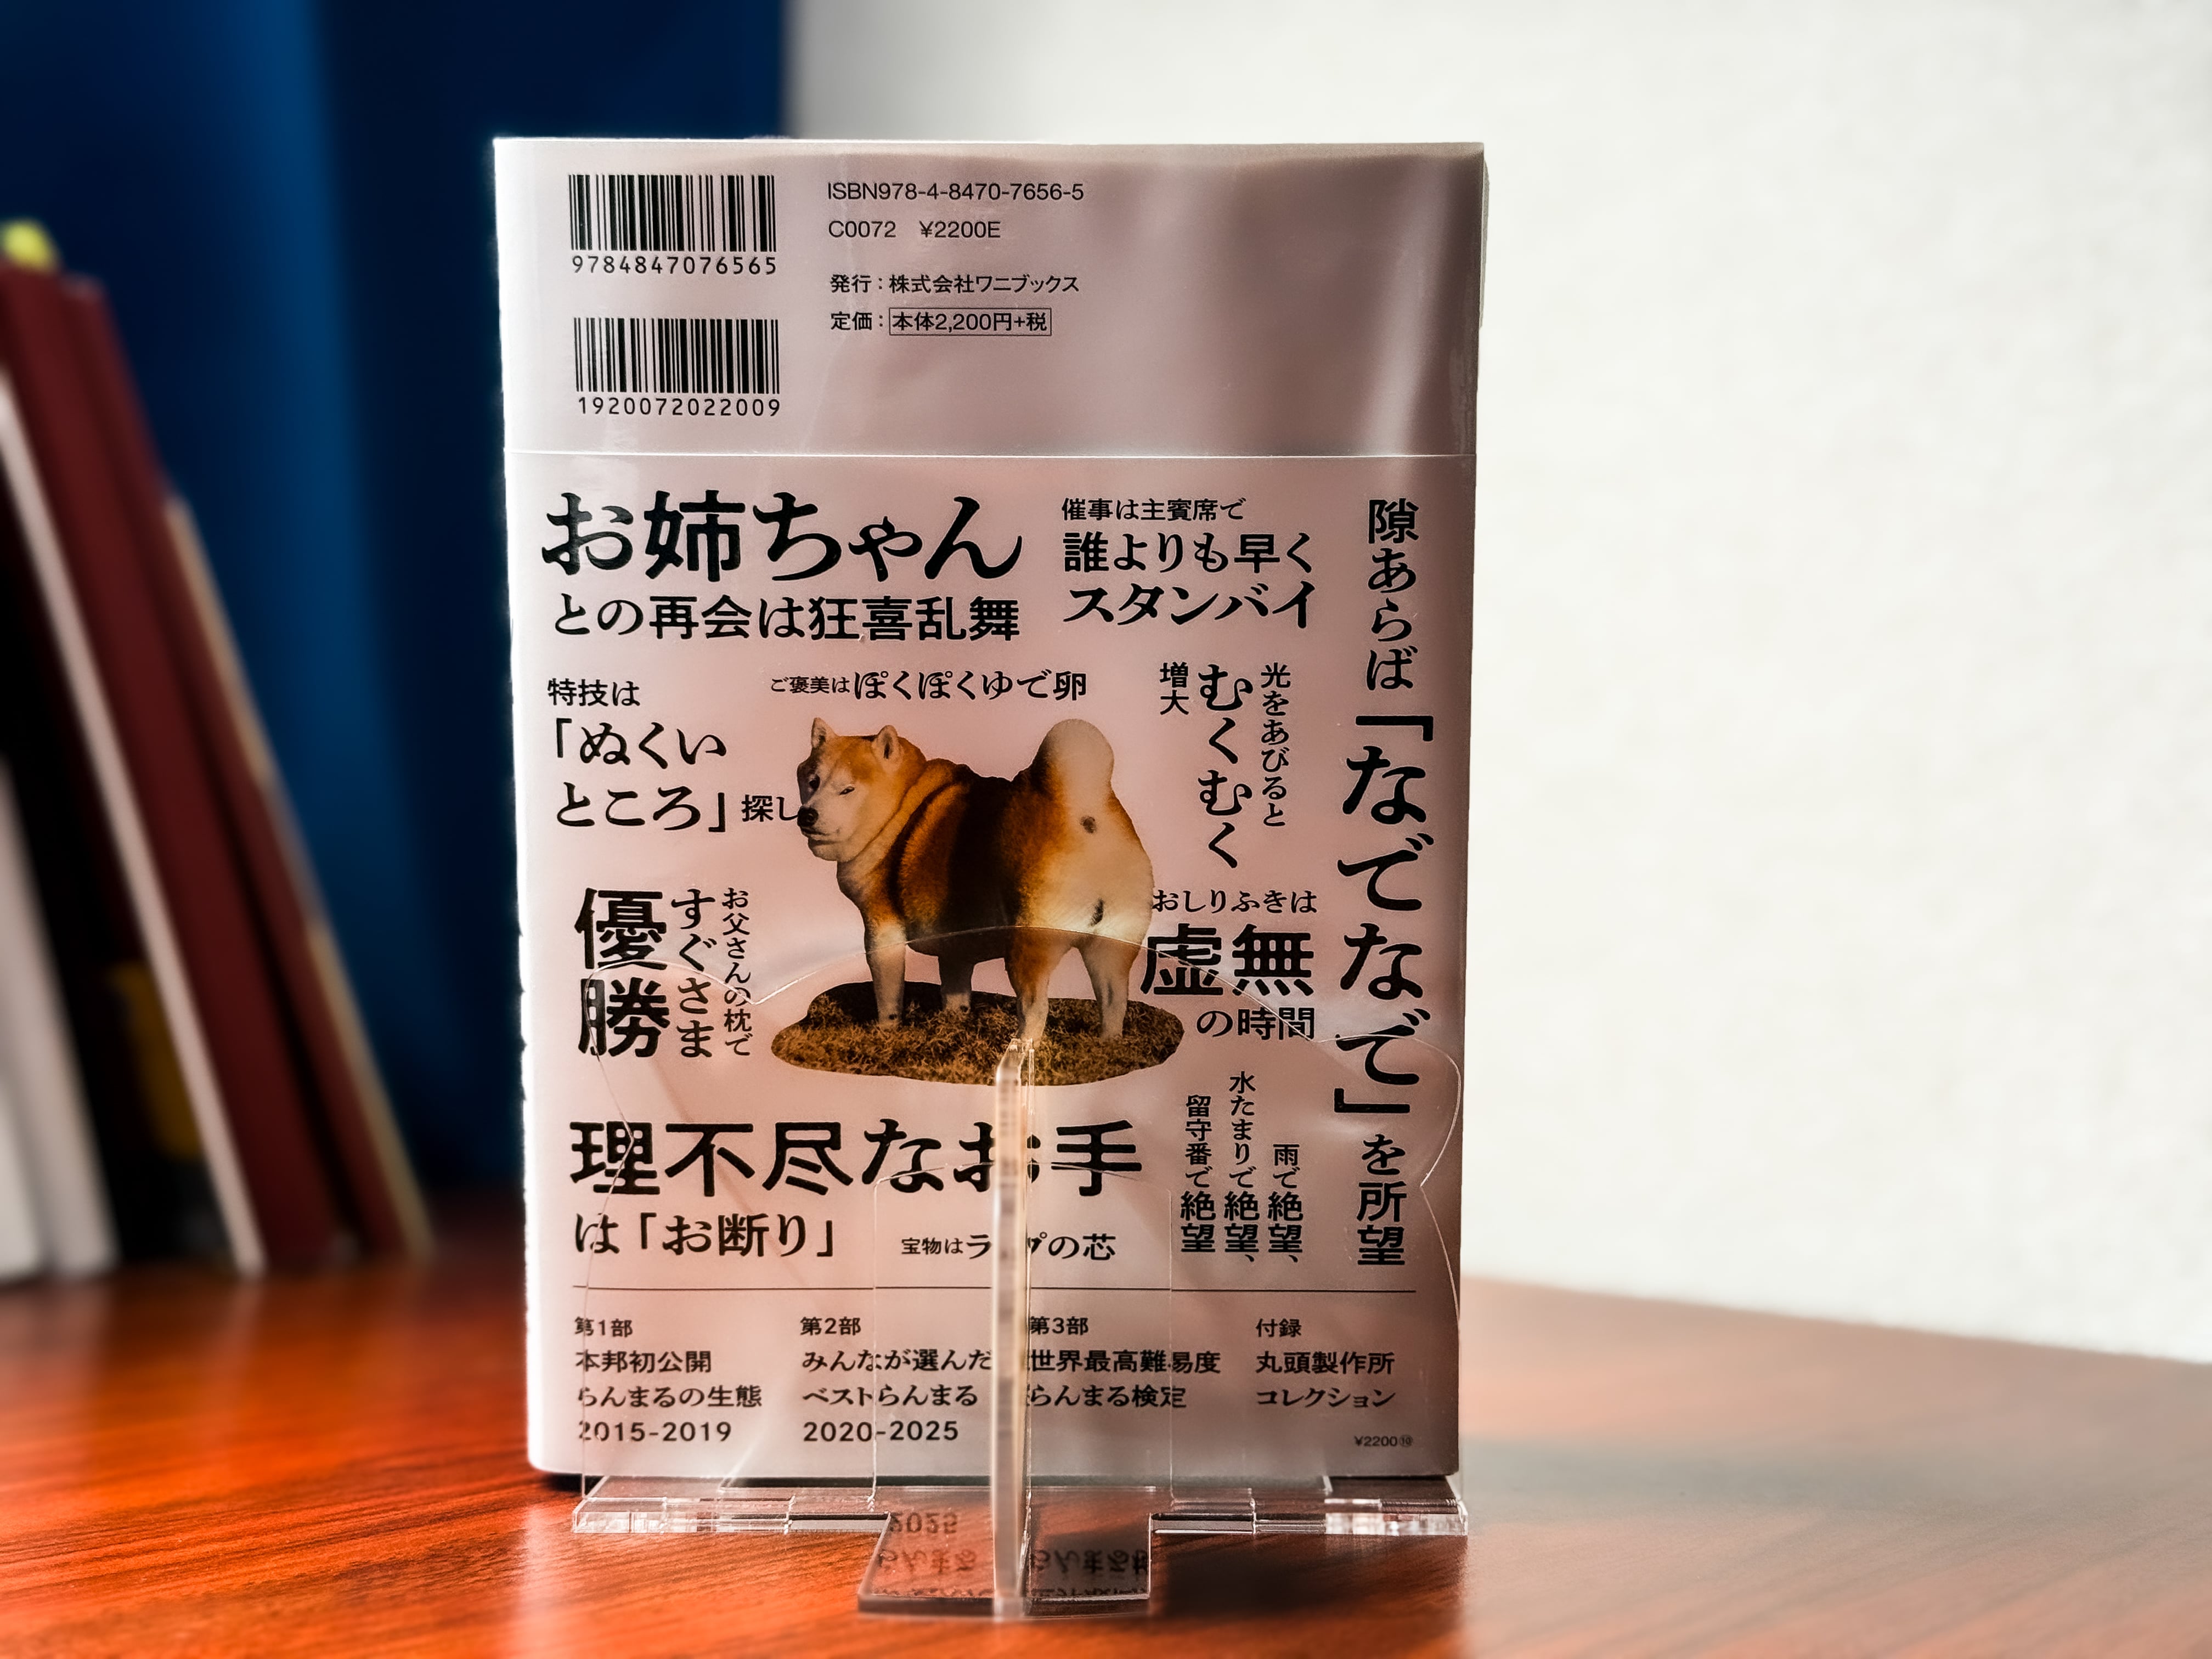 9784847076565
1920072022009
ISBN978-4-8470-7656-5
C0072 ¥2200E
発行：株式会社ワニブックス
定価：本体2,200円+税
お姉ちゃん
との再会は狂喜乱舞
催事は主賓席で
誰よりも早く
スタンバイ
隙あらば「なでなで」を所望
特技は
「ぬくい
ところ」探し
ご褒美はぽくぽくゆで卵
光をあびると
むくむく
増大
お父さんの枕で
すぐさま
優勝
おしりふきは
虚無
の時間
理不尽なお手
は「お断り」
宝物はラップの芯
雨で絶望、
水たまりで絶望、
留守番で絶望
第1部
本邦初公開
らんまるの生態
2015-2019
第2部
みんなが選んだ
ベストらんまる
2020-2025
第3部
世界最高難易度
らんまる検定
付録
丸頭製作所
コレクション
¥2200⑩